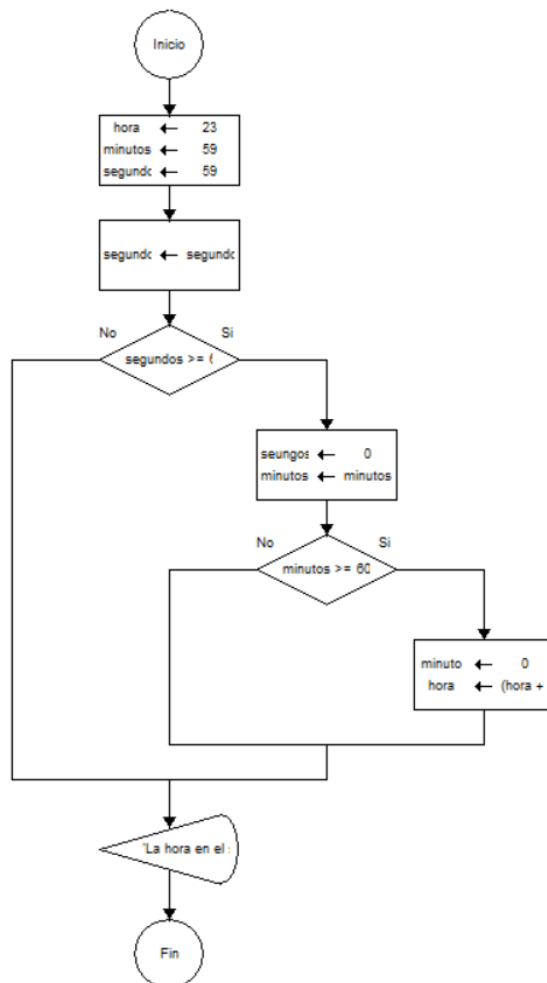 Inicio
hora ← 23
minutos ← 59
segundo ← 59
segundo ← segundo
No
Si
segundos >= 6
seungos ← 0
minutos ← minutos
No
Si
minutos >= 60
minuto ← 0
hora ← (hora +
"La hora en el
Fin